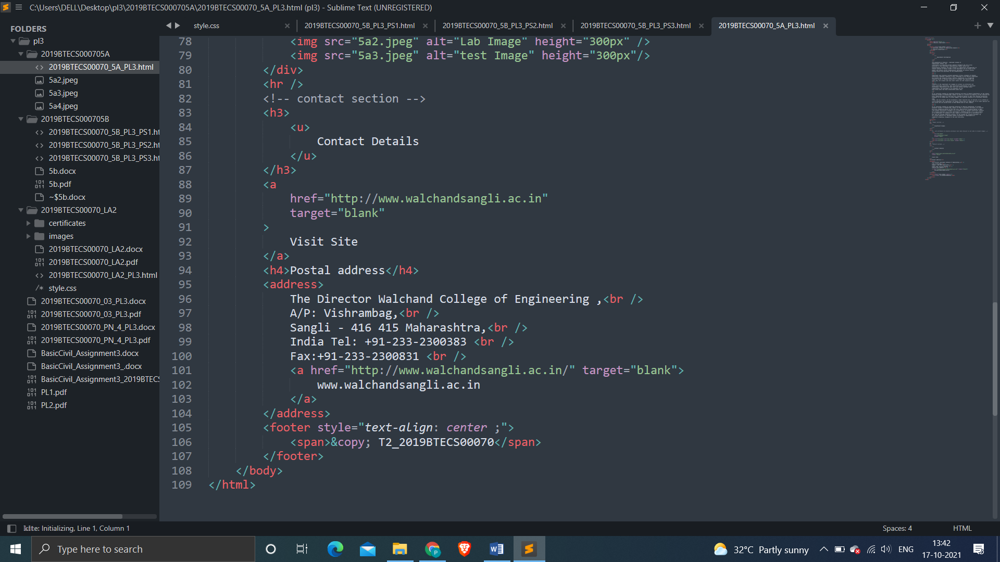 C:\Users\DELL\Desktop\pl3\2019BTECS000705A\2019BTECS00070_5A_PL3.html (pl3) - Sublime Text (UNREGISTERED)
FOLDERS
pl3
2019BTECS000705A
2019BTECS00070_5A_PL3.html
5a2.jpeg
5a3.jpeg
5a4.jpeg
2019BTECS000705B
2019BTECS00070_5B_PL3_PS1.ht
2019BTECS00070_5B_PL3_PS2.ht
2019BTECS00070_5B_PL3_PS3.ht
5b.docx
5b.pdf
~$5b.docx
2019BTECS00070_LA2
certificates
images
2019BTECS00070_LA2.docx
2019BTECS00070_LA2.pdf
2019BTECS00070_LA2_PL3.html
style.css
2019BTECS00070_03_PL3.docx
2019BTECS00070_03_PL3.pdf
2019BTECS00070_PN_4_PL3.docx
2019BTECS00070_PN_4_PL3.pdf
BasicCivil_Assignment3.docx
BasicCivil_Assignment3_.docx
BasicCivil_Assignment3_2019BTECS
PL1.pdf
PL2.pdf
style.css 2019BTECS00070_5B_PL3_PS1.html 2019BTECS00070_5B_PL3_PS2.html 2019BTECS00070_5B_PL3_PS3.html 2019BTECS00070_5A_PL3.html
78 <img src="5a2.jpeg" alt="Lab Image" height="300px" />
79 <img src="5a3.jpeg" alt="test Image" height="300px"/>
80 </div>
81 <hr />
82 <!-- contact section -->
83 <h3>
84 <u>
85 Contact Details
86 </u>
87 </h3>
88 <a
89 href="http://www.walchandsangli.ac.in"
90 target="blank"
91 >
92 Visit Site
93 </a>
94 <h4>Postal address</h4>
95 <address>
96 The Director Walchand College of Engineering ,<br />
97 A/P: Vishrambag,<br />
98 Sangli - 416 415 Maharashtra,<br />
99 India Tel: +91-233-2300383 <br />
100 Fax:+91-233-2300831 <br />
101 <a href="http://www.walchandsangli.ac.in/" target="blank">
102 www.walchandsangli.ac.in
103 </a>
104 </address>
105 <footer style="text-align: center ;">
106 <span>&copy; T2_2019BTECS00070</span>
107 </footer>
108 </body>
109 </html>
kite: Initializing, Line 1, Column 1
Spaces: 4
HTML
Type here to search
32°C Partly sunny
ENG
13:42
17-10-2021